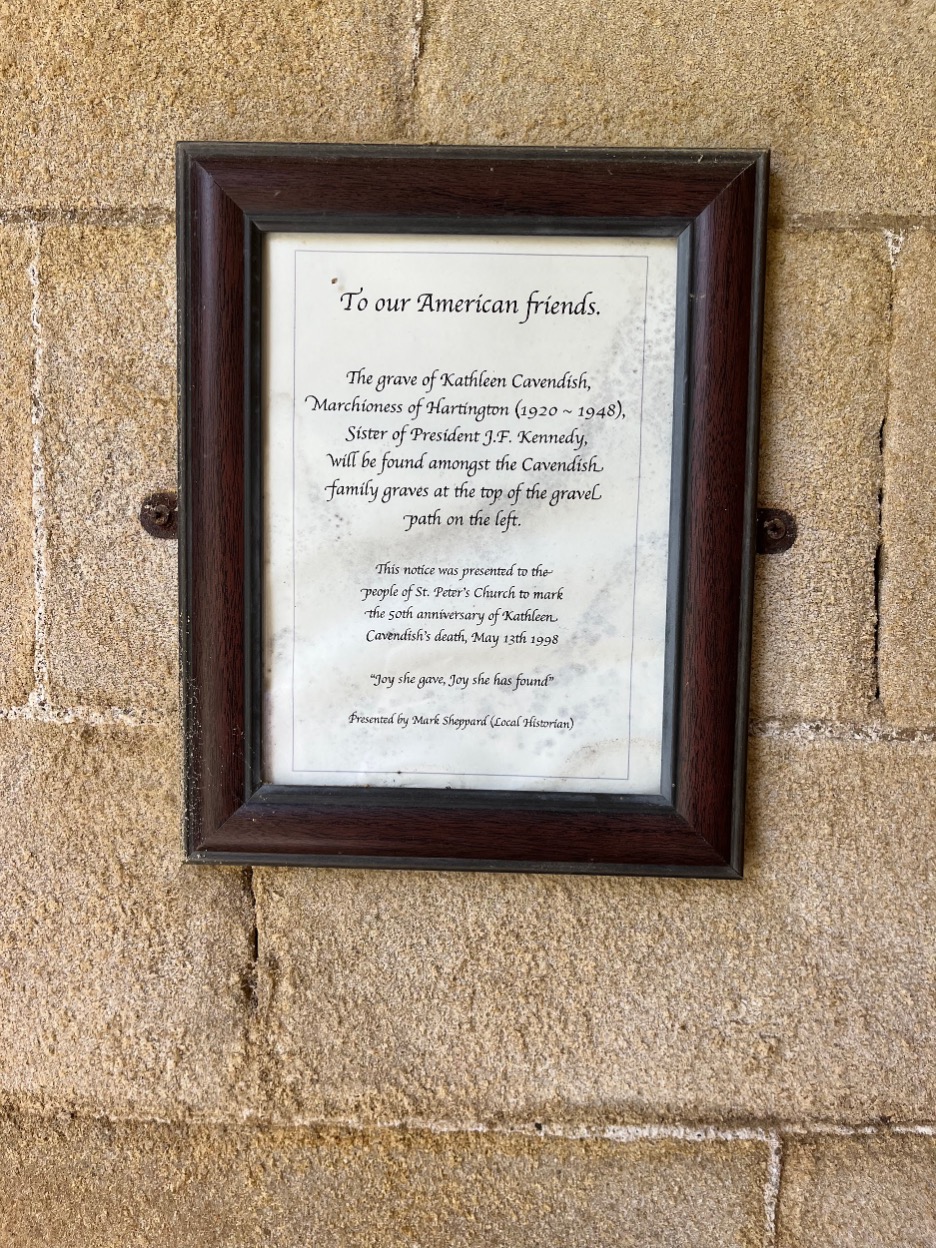 To our American friends.
The grave of Kathleen Cavendish,
Marchioness of Hartington (1920 ~ 1948),
Sister of President J.F. Kennedy,
will be found amongst the Cavendish
family graves at the top of the gravel
path on the left.
This notice was presented to the
people of St. Peter's Church to mark
the 50th anniversary of Kathleen
Cavendish's death, May 13th 1998
"Joy she gave, Joy she has found"
Presented by Mark Sheppard (Local Historian)